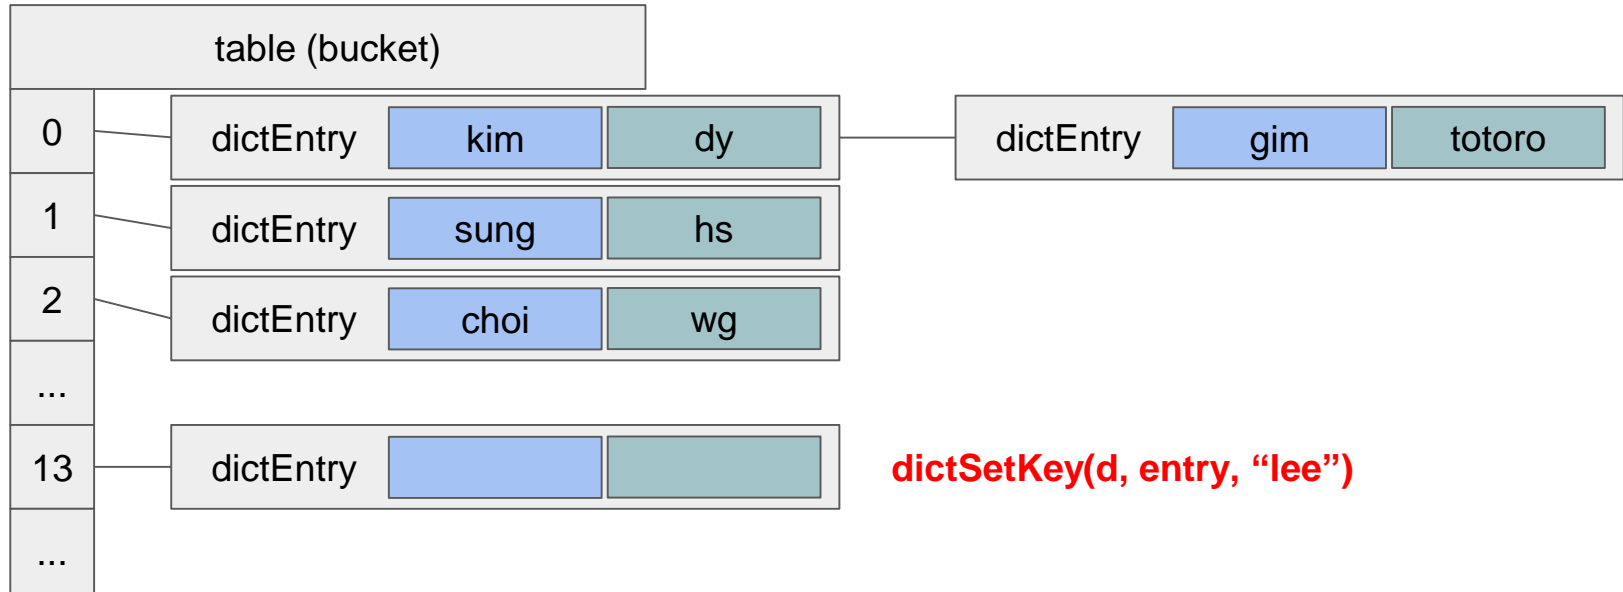 table (bucket)
0 dictEntry kim dy dictEntry gim totoro
1 dictEntry sung hs
2 dictEntry choi wg
...
13 dictEntry dictSetKey(d, entry, “lee”)
...